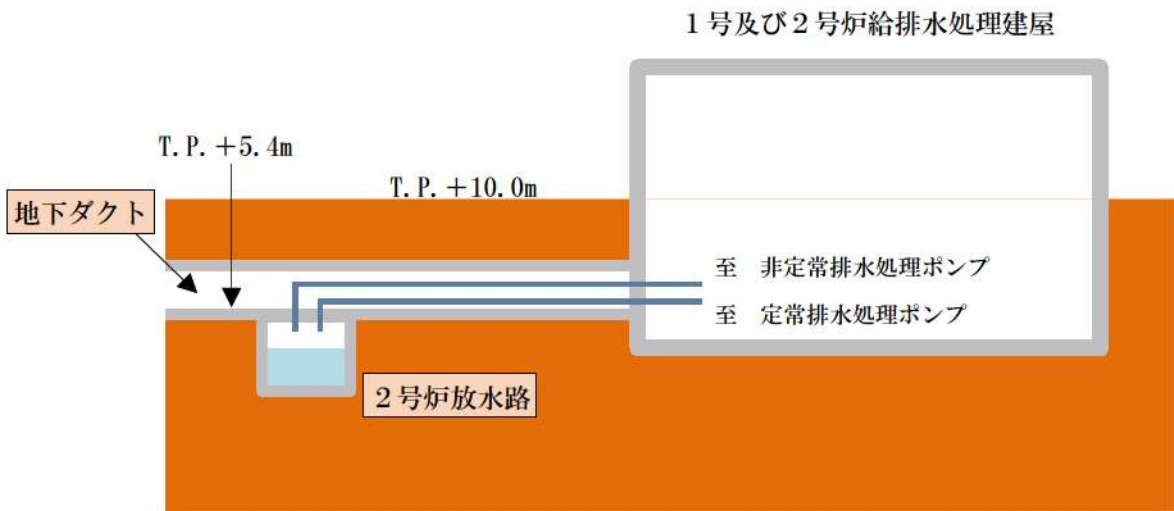 1号及び2号炉給排水処理建屋
T.P.+5.4m
T.P.+10.0m
地下ダクト
至 非定常排水処理ポンプ
至 定常排水処理ポンプ
2号炉放水路